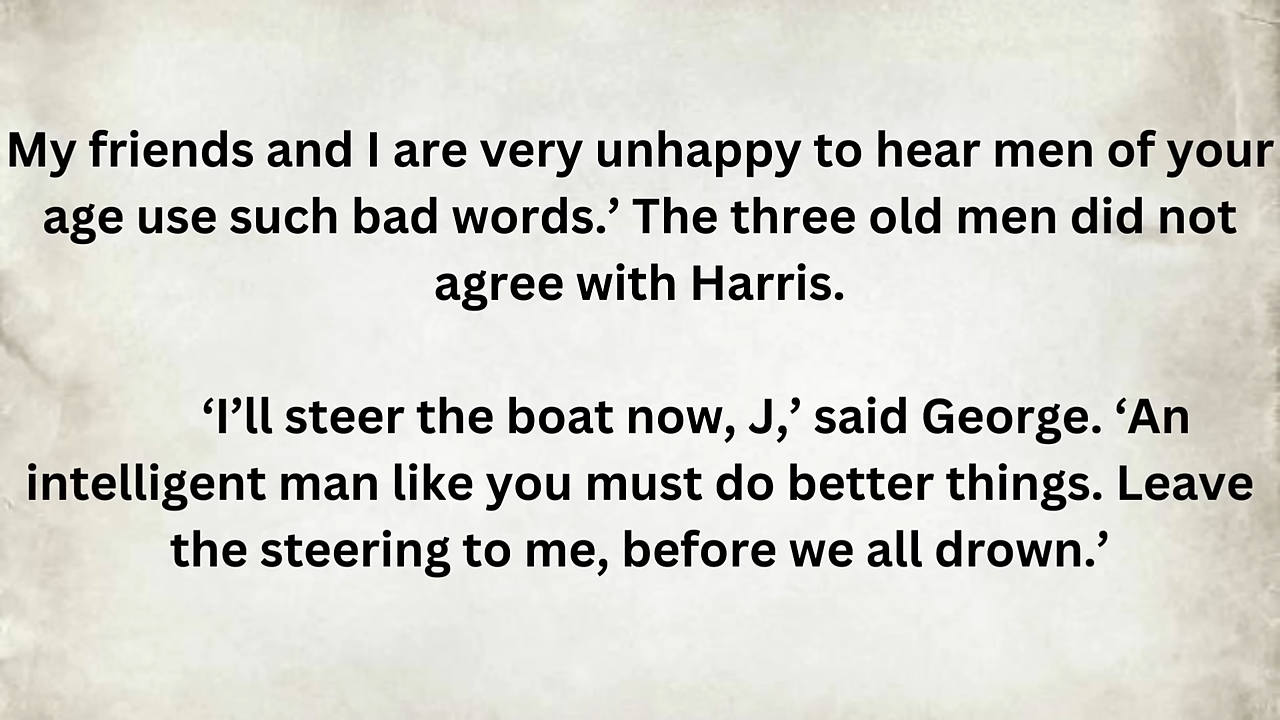 My friends and I are very unhappy to hear men of your
age use such bad words.’ The three old men did not
agree with Harris.
‘I’ll steer the boat now, J,’ said George. ‘An
intelligent man like you must do better things. Leave
the steering to me, before we all drown.’